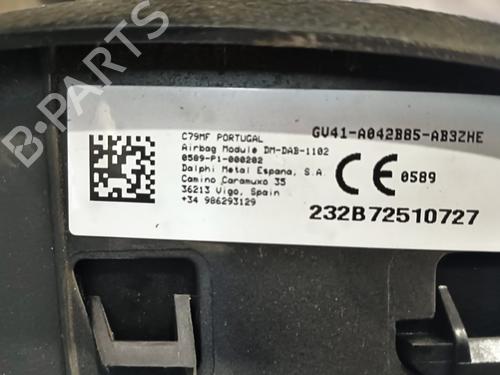 C79MF PORTUGAL
Airbag Module DM-DAB-1102
0589-P1-000202
Dalphi Metal Espana, S.A.
Camino Caramuxo 35
36213 Vigo, Spain
+34 986293129
GV41-A042B85-AB3ZHE
CE 0589
232B72510727
B-PARTS